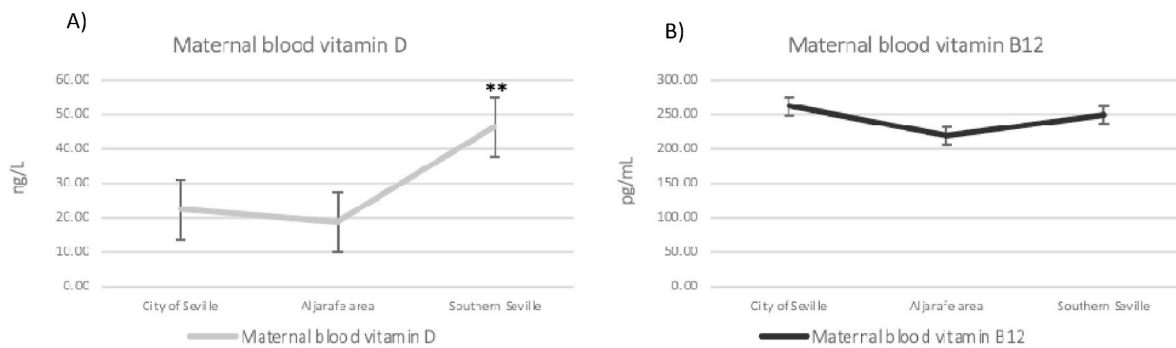 A)
Maternal blood vitamin D
60.00
50.00
40.00
30.00
20.00
10.00
0.00
ng/L
**
City of Seville
Aljarafe area
Southern Seville
Maternal blood vitamin D
B)
Maternal blood vitamin B12
300.00
250.00
200.00
150.00
100.00
50.00
0.00
pg/mL
City of Seville
Aljarafe area
Southern Seville
Maternal blood vitamin B12